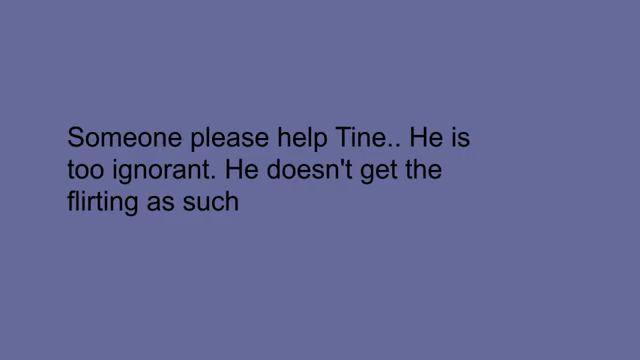 Someone please help Tine.. He is
too ignorant. He doesn't get the
flirting as such